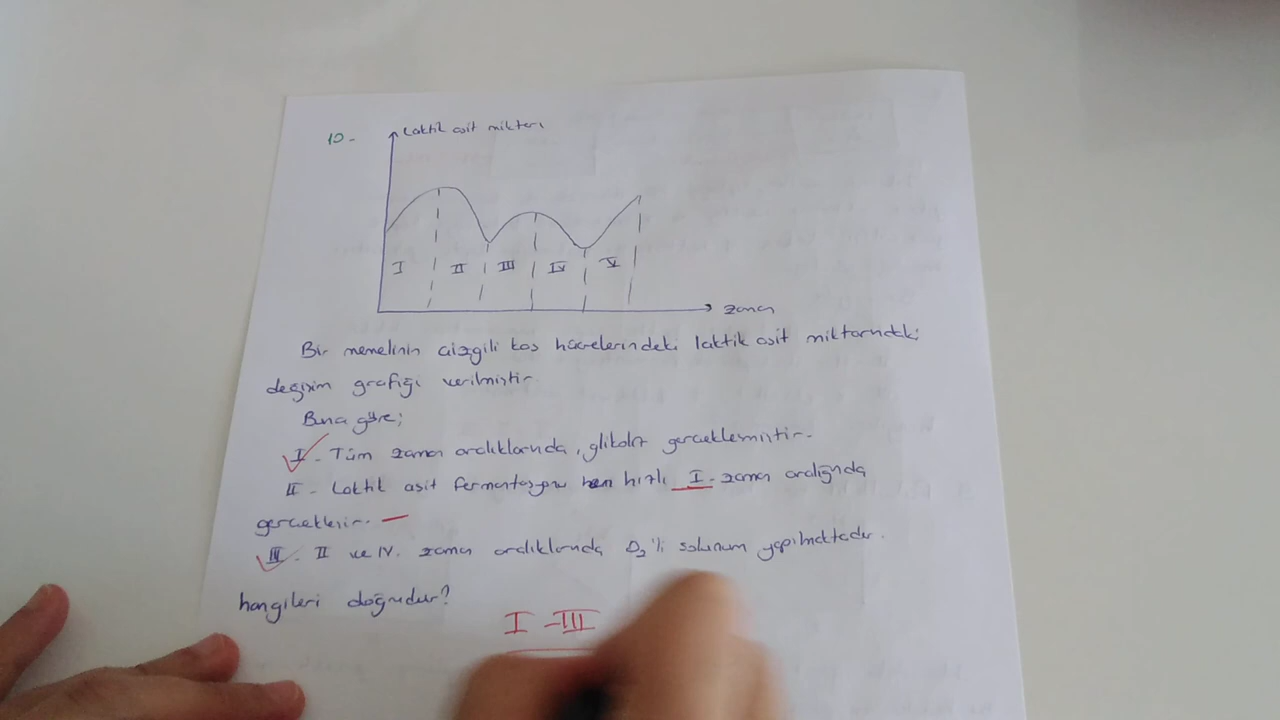 10-
Laktik asit miktarı
I II III IV V
zaman
Bir memelinin çizgili kas hücrelerindeki laktik asit miktarındaki
değişim grafiği verilmiştir.
Buna göre;
I - Tüm zaman aralıklarında, glikoliz gerçekleşmiştir.
II - Laktik asit fermantasyonu en hızlı I- zaman aralığında
gerçekleşir. -
III. II ve IV. zaman aralıklarında O₂'li solunum yapılmaktadır.
hangileri doğrudur?
I - III